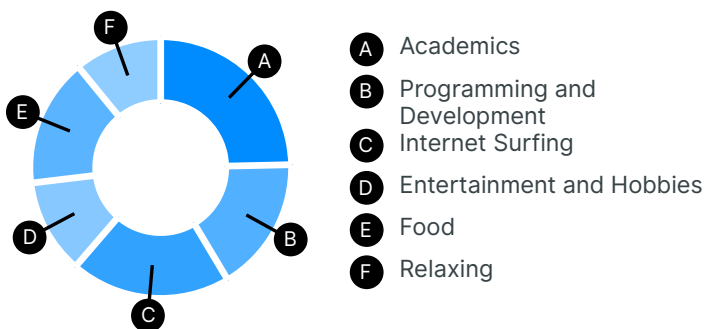 F
A
E
B
D
C
A Academics
B Programming and
Development
C Internet Surfing
D Entertainment and Hobbies
E Food
F Relaxing